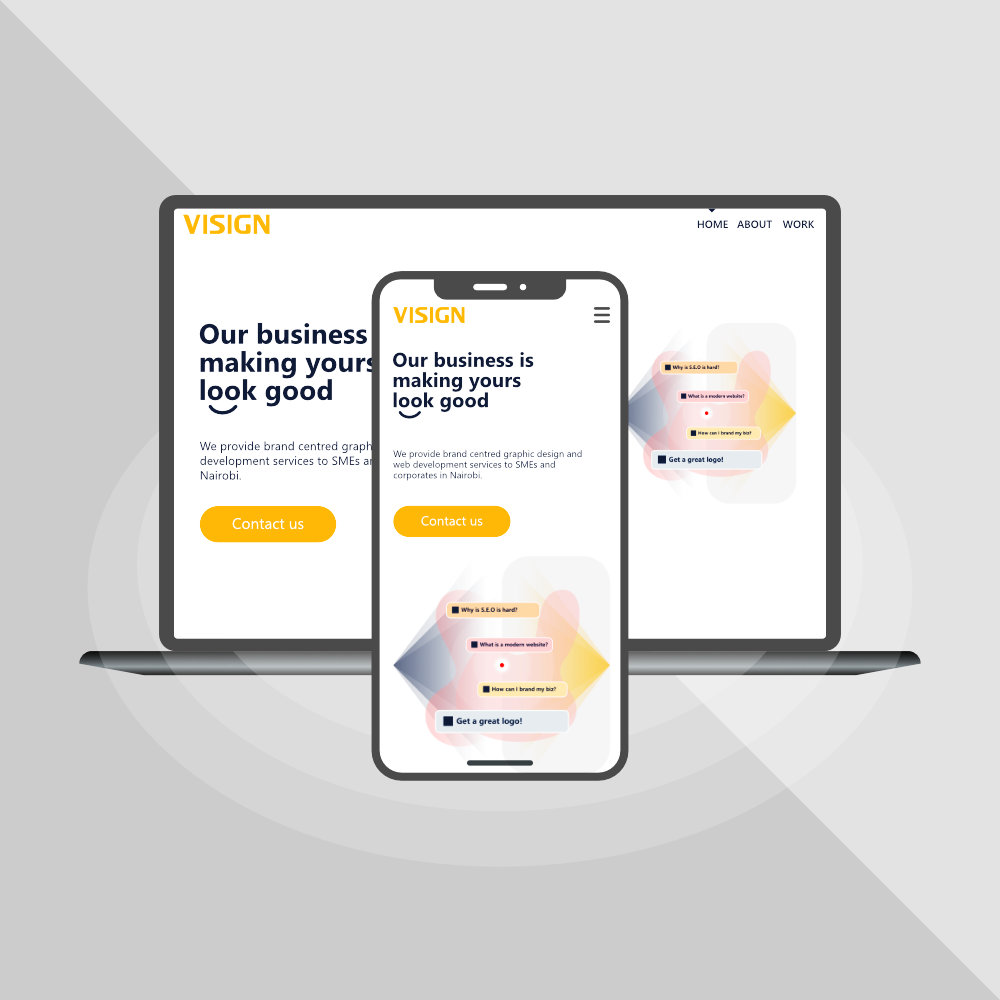 VISIGN
HOME ABOUT WORK
Our business
making yours
look good
We provide brand centred graph
development services to SMEs ar
Nairobi.
Contact us
Why is S.E.O is hard?
What is a modern website?
How can I brand my biz?
Get a great logo!
VISIGN
Our business is
making yours
look good
We provide brand centred graphic design and
web development services to SMEs and
corporates in Nairobi.
Contact us
Why is S.E.O is hard?
What is a modern website?
How can I brand my biz?
Get a great logo!